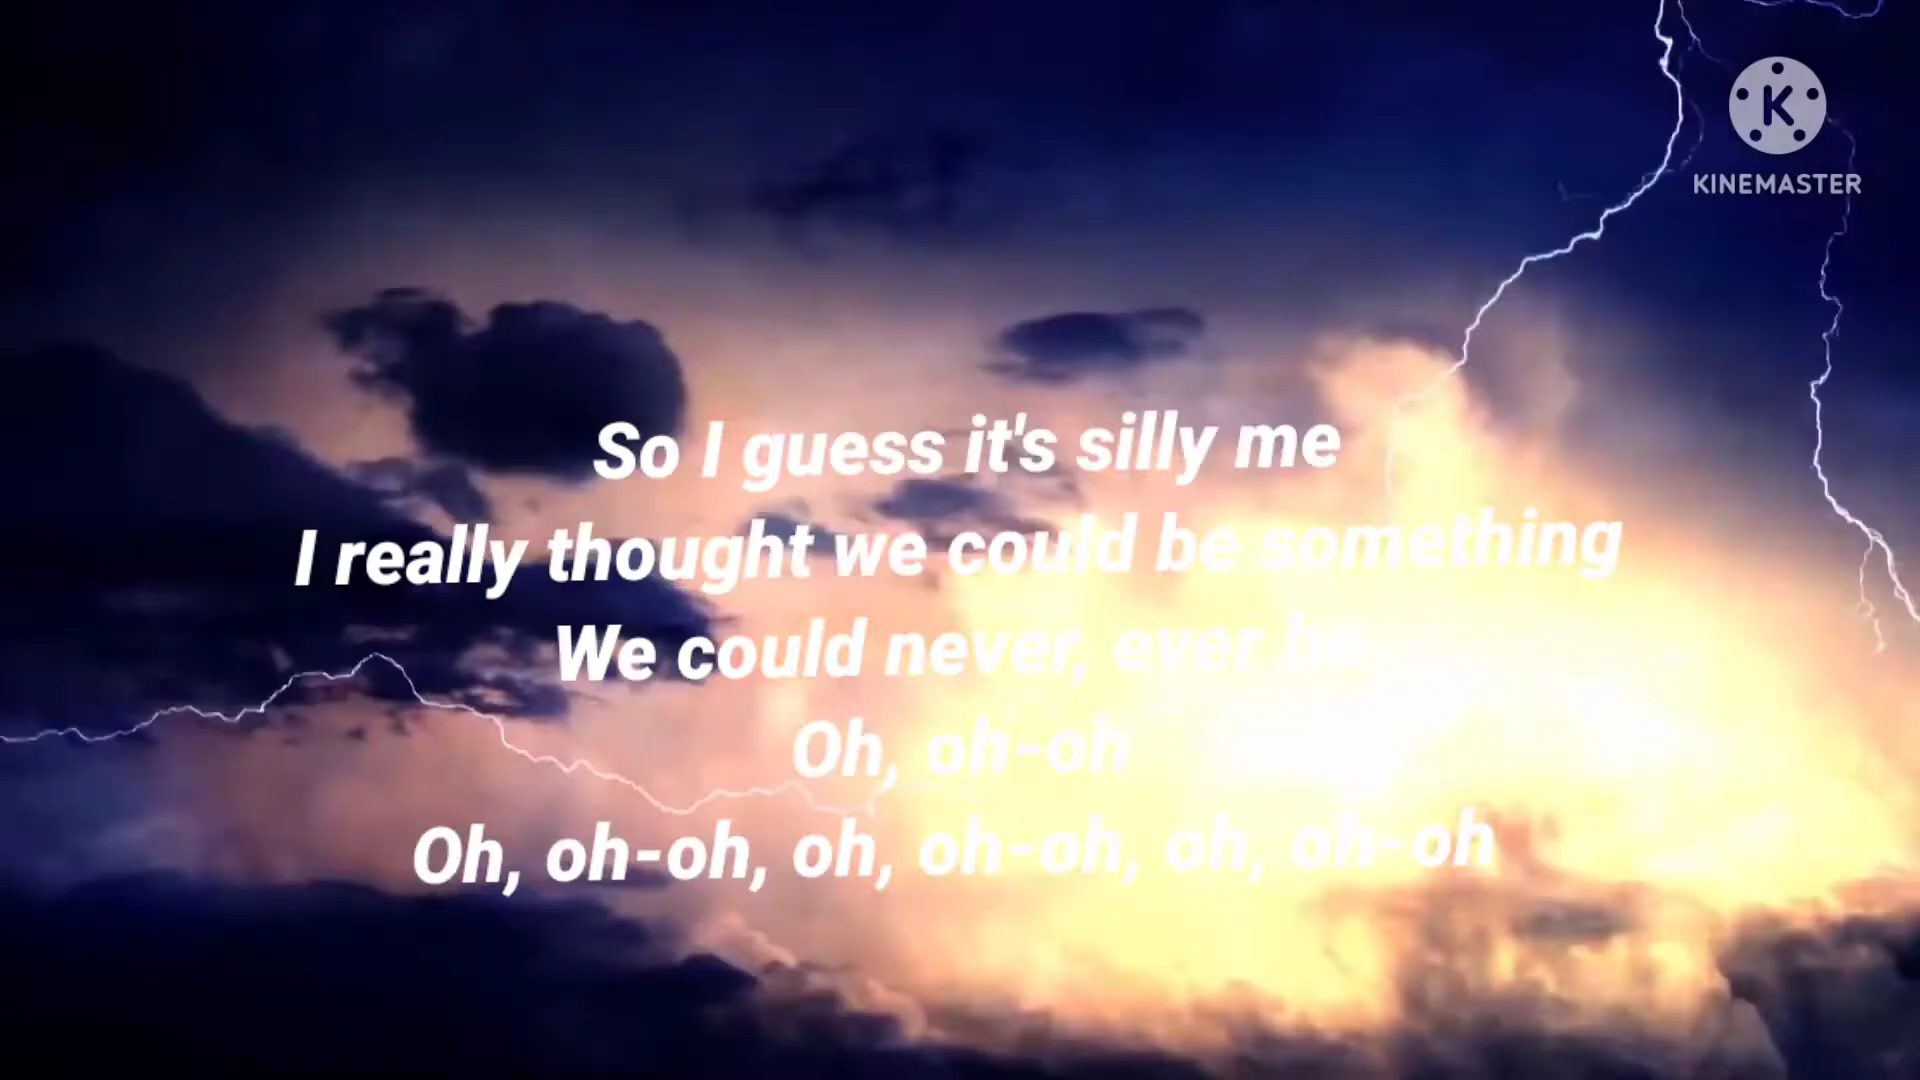 K
KINEMASTER
So I guess it's silly me
I really thought we could be something
We could never, ever be
Oh, oh-oh
Oh, oh-oh, oh, oh-oh, oh, oh-oh